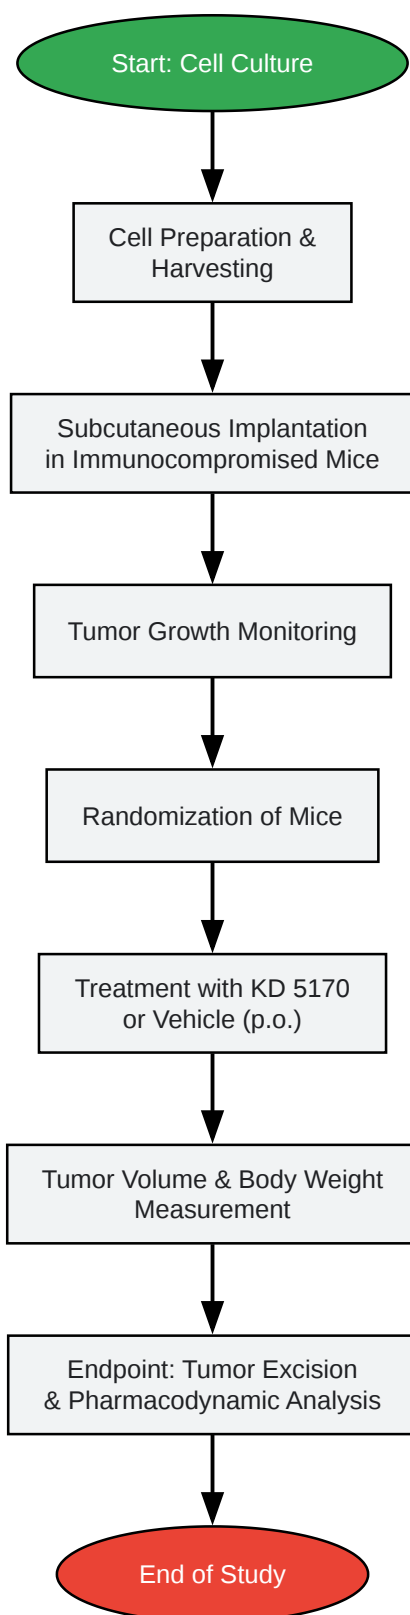 Start: Cell Culture
Cell Preparation &
Harvesting
Subcutaneous Implantation
in Immunocompromised Mice
Tumor Growth Monitoring
Randomization of Mice
Treatment with KD 5170
or Vehicle (p.o.)
Tumor Volume & Body Weight
Measurement
Endpoint: Tumor Excision
& Pharmacodynamic Analysis
End of Study